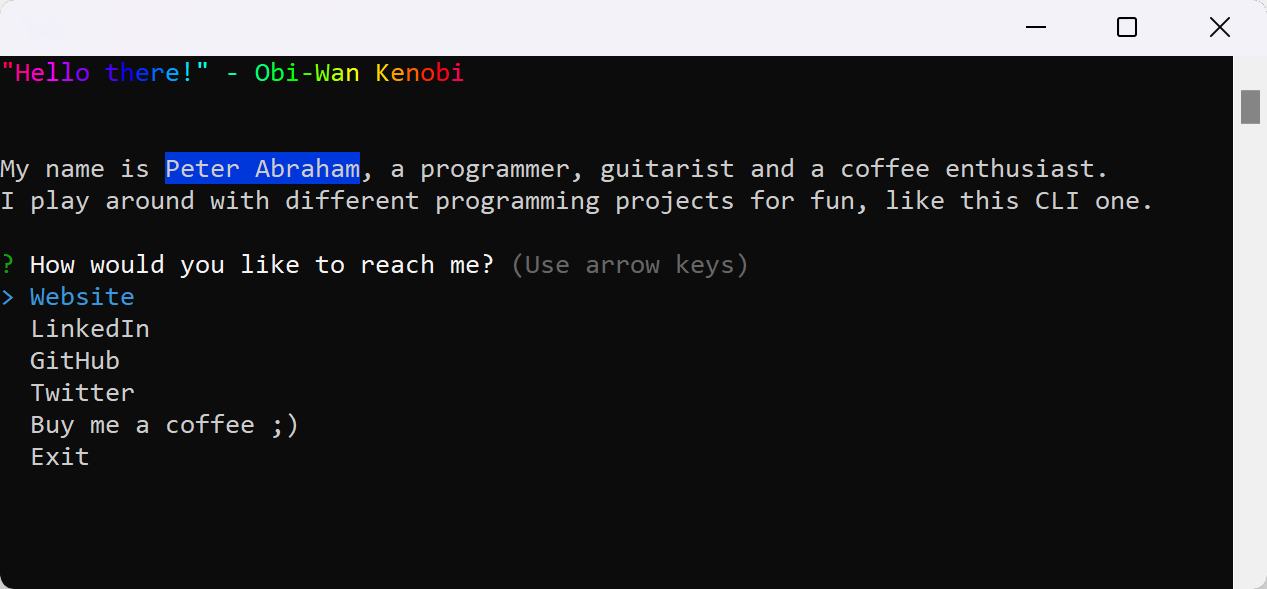 "Hello there!" - Obi-Wan Kenobi
My name is Peter Abraham, a programmer, guitarist and a coffee enthusiast.
I play around with different programming projects for fun, like this CLI one.
? How would you like to reach me? (Use arrow keys)
> Website
LinkedIn
GitHub
Twitter
Buy me a coffee ;)
Exit